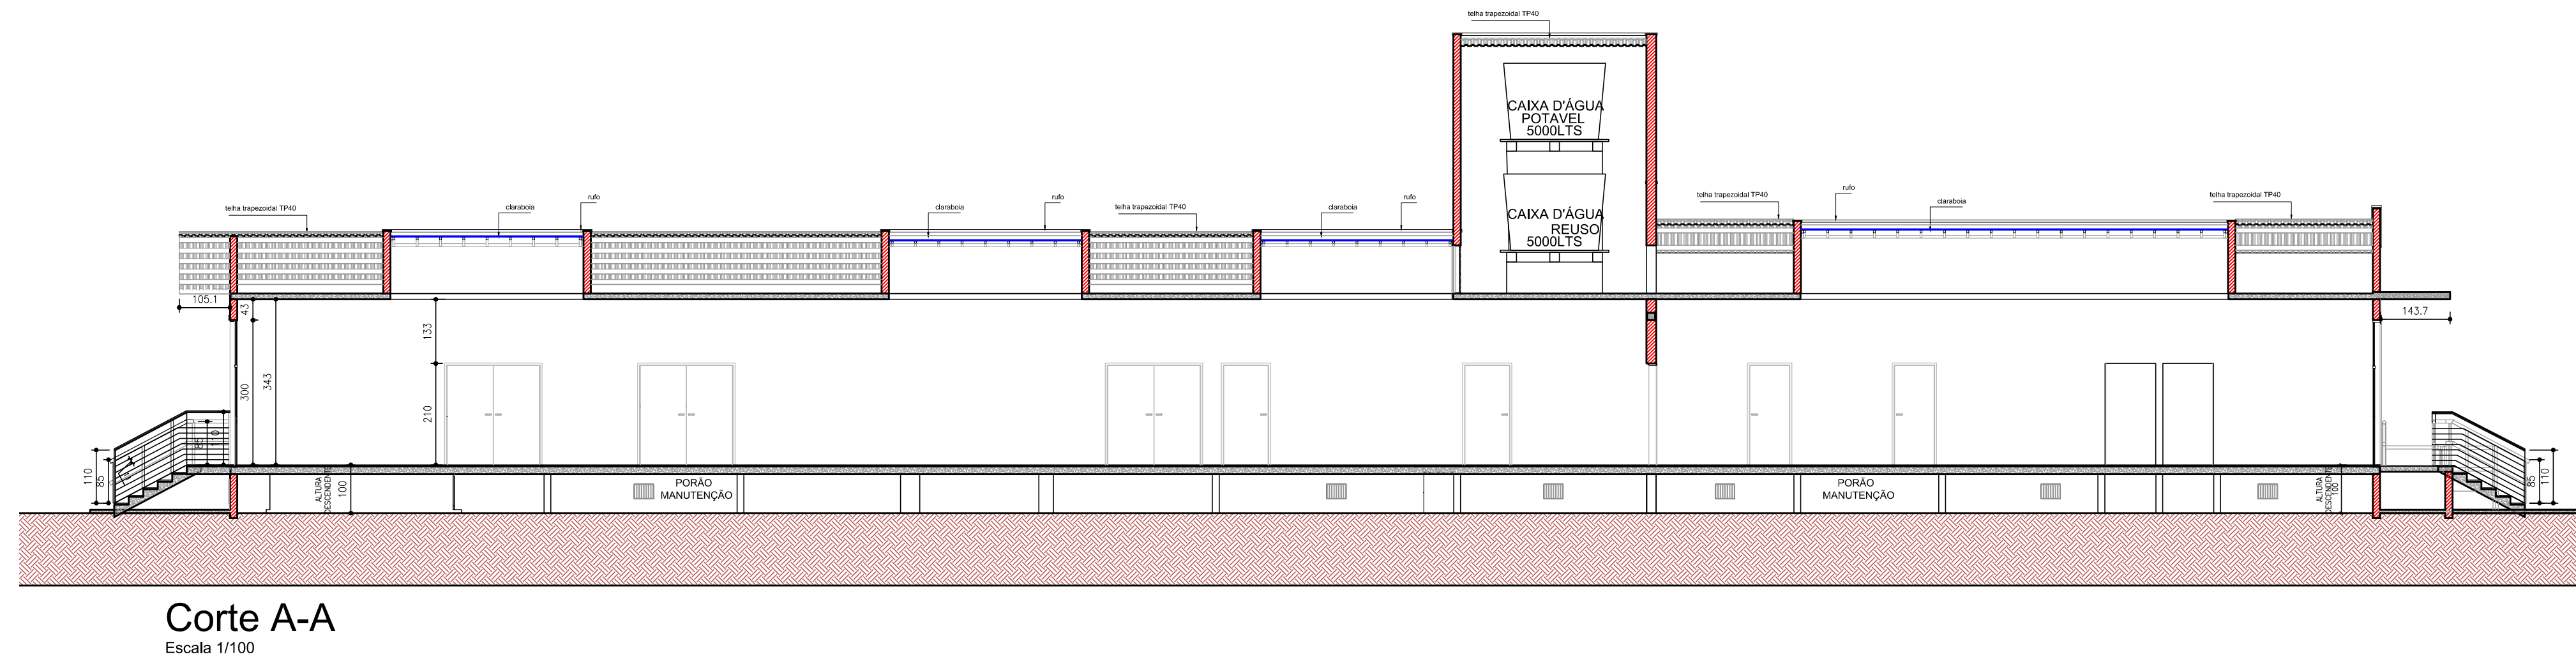 telha trapezoidal TP40
CAIXA D'ÁGUA
POTAVEL
5000LTS
CAIXA D'ÁGUA
REUSO
5000LTS
telha trapezoidal TP40
claraboia
rufo
claraboia
rufo
telha trapezoidal TP40
claraboia
rufo
telha trapezoidal TP40
rufo
claraboia
telha trapezoidal TP40
105.1
43
133
143.7
300
343
210
85
110
85
ALTURA
DESCENDENTE
100
PORÃO
MANUTENÇÃO
PORÃO
MANUTENÇÃO
ALTURA
DESCENDENTE
100
85
110
Corte A-A
Escala 1/100